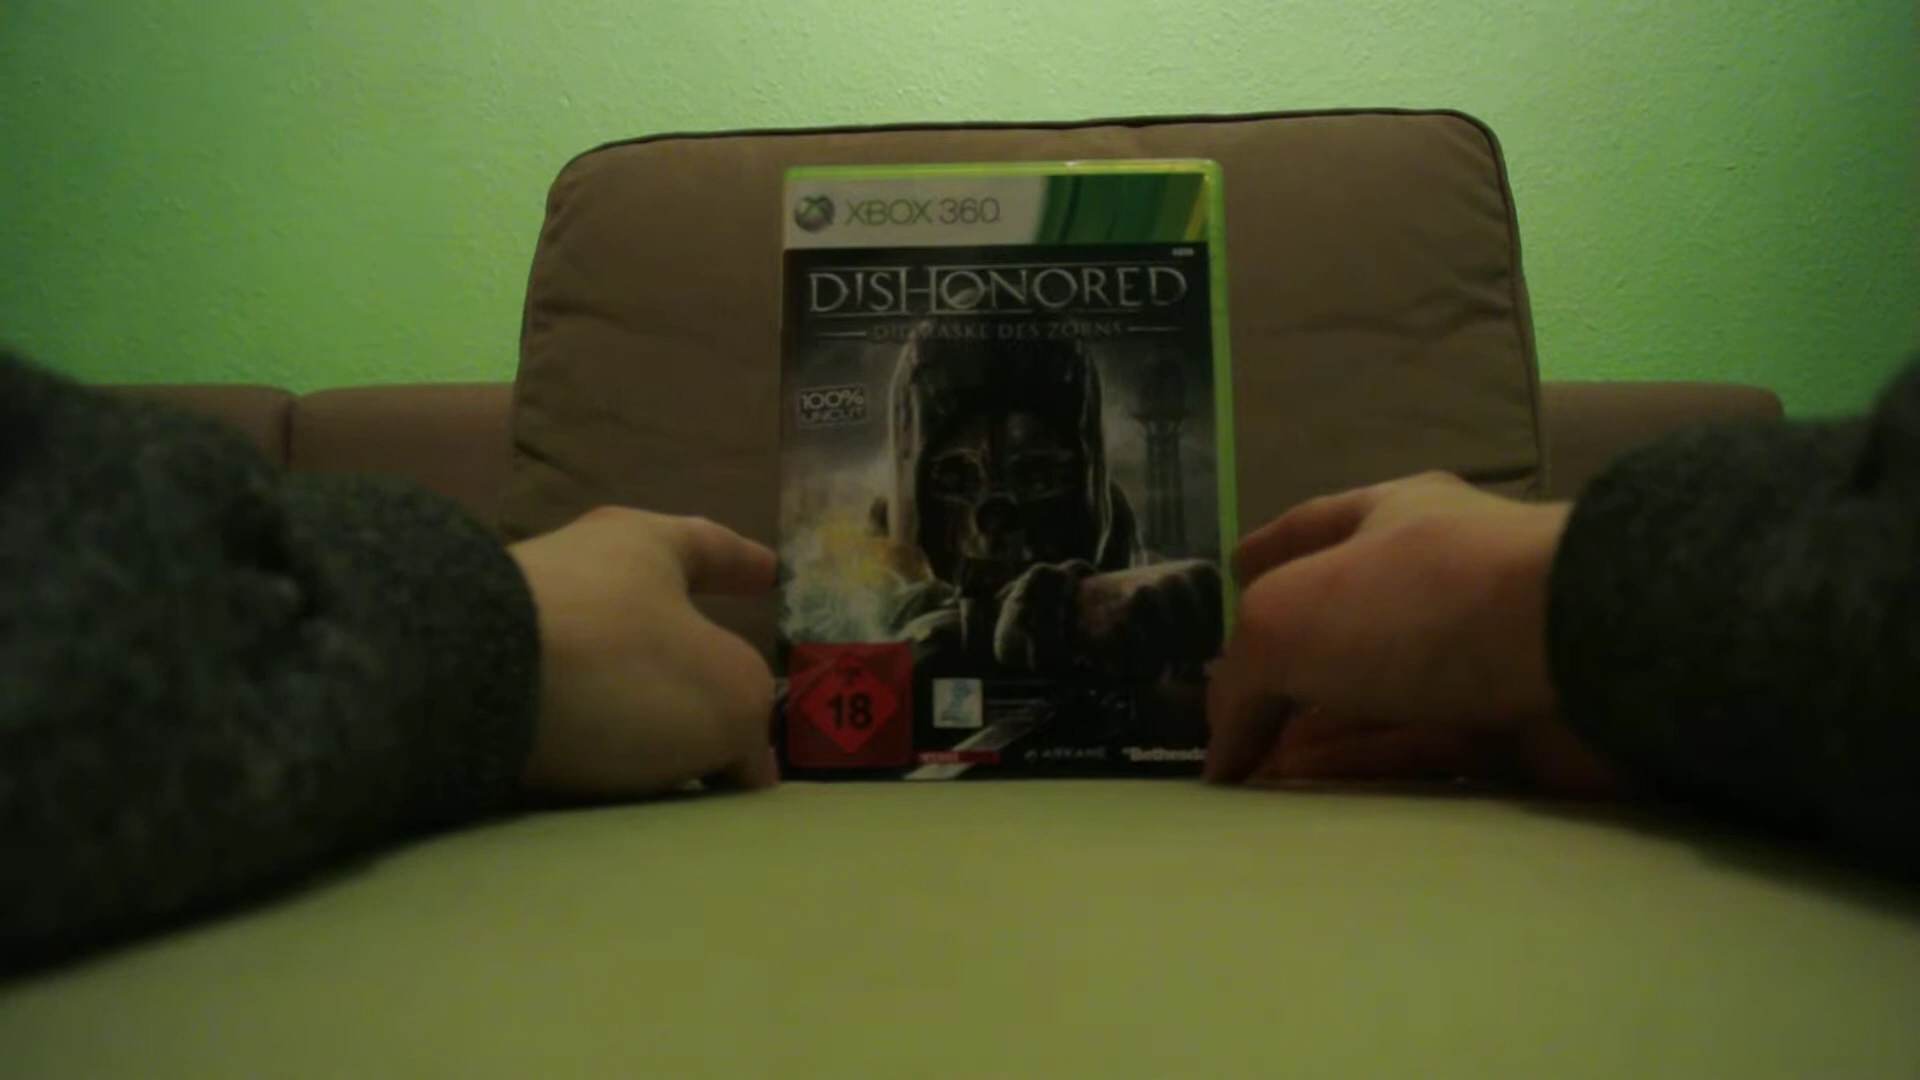 XBOX 360
DISHONORED
DIE MASKE DES ZORNS
100%
UNCUT
18
ARKANE
Bethesda